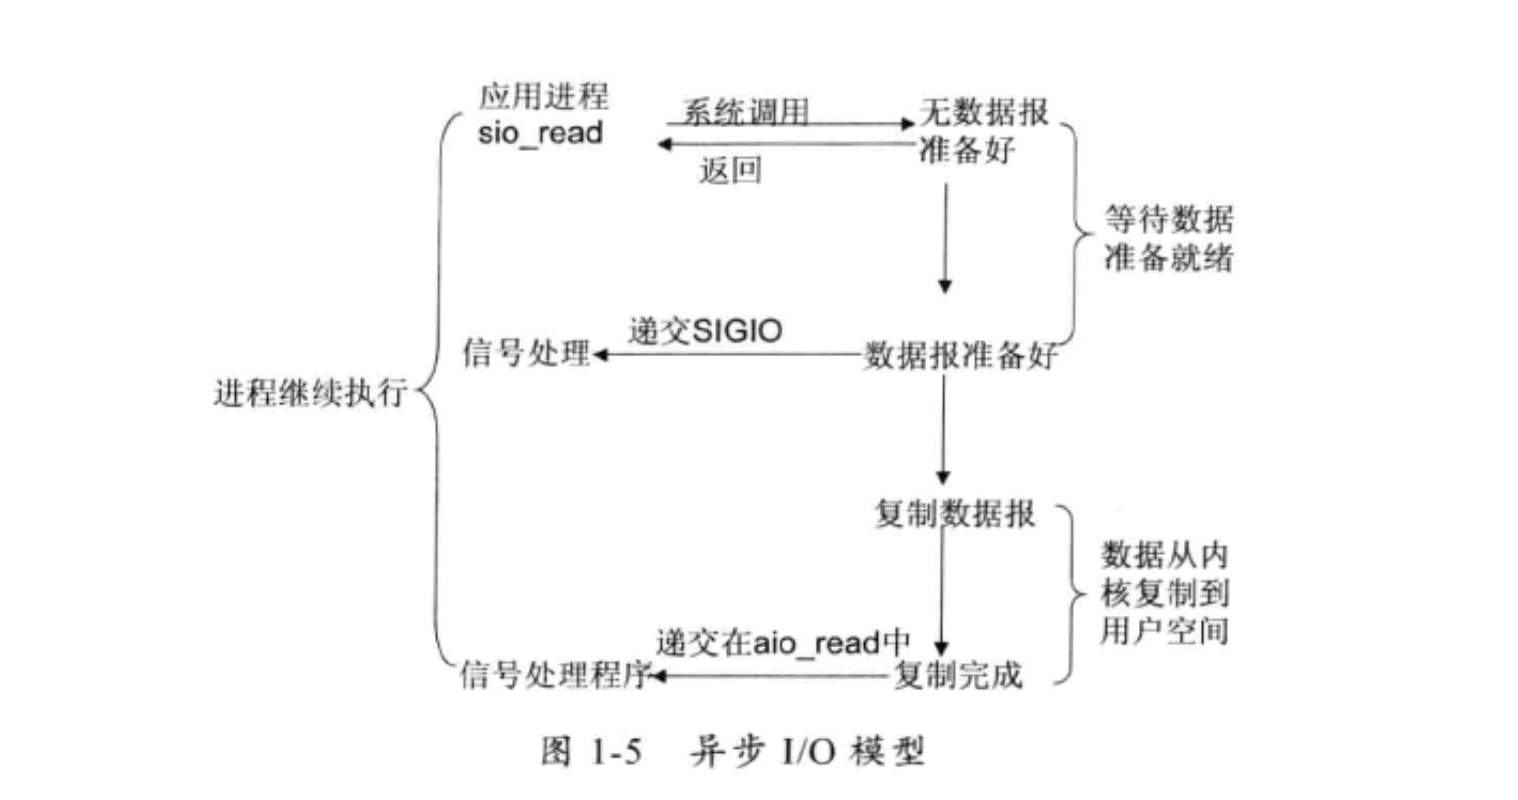 应用进程
sio_read
系统调用
返回
无数据报
准备好
等待数据
准备就绪
递交SIGIO
信号处理
数据报准备好
进程继续执行
复制数据报
数据从内
核复制到
用户空间
递交在aio_read中
信号处理程序
复制完成
图 1-5 异步 I/O 模型